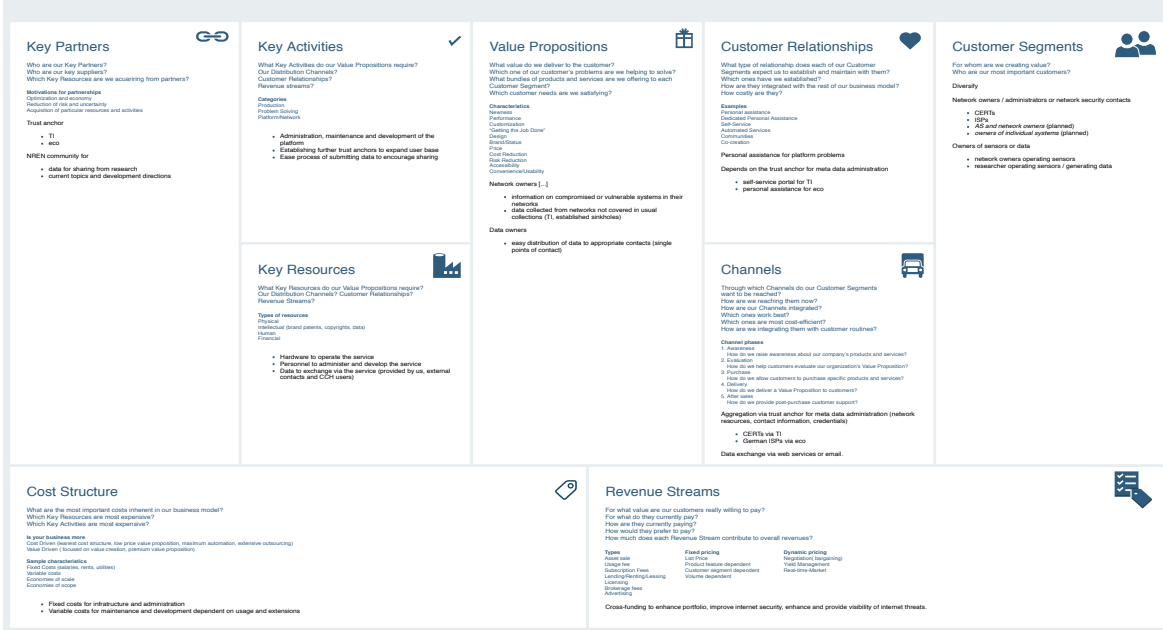 Key Partners
Who are our Key Partners?
Who are our key suppliers?
Which Key Resources are we acuariring from partners?
Motivations for partnerships
Optimization and economy
Reduction of risk and uncertainty
Acquisition of particular resources and activities
Trust anchor
• TI
• eco
NREN community for
• data for sharing from research
• current topics and development directions
Key Activities
What Key Activities do our Value Propositions require?
Our Distribution Channels?
Customer Relationships?
Revenue streams?
Categories
Production
Problem Solving
Platform/Network
• Administration, maintenance and development of the
platform
• Establishing further trust anchors to expand user base
• Ease process of submitting data to encourage sharing
Key Resources
What Key Resources do our Value Propositions require?
Our Distribution Channels? Customer Relationships?
Revenue Streams?
Types of resources
Physical
Intellectual (brand patents, copyrights, data)
Human
Financial
• Hardware to operate the service
• Personnel to administer and develop the service
• Data to exchange via the service (provided by us, external
contacts and CCH users)
Value Propositions
What value do we deliver to the customer?
Which one of our customer's problems are we helping to solve?
What bundles of products and services are we offering to each
Customer Segment?
Which customer needs are we satisfying?
Characteristics
Newness
Performance
Customization
"Getting the Job Done"
Design
Brand/Status
Price
Cost Reduction
Risk Reduction
Accessibility
Convenience/Usability
Network owners [...]
• information on compromised or vulnerable systems in their
networks
• data collected from networks not covered in usual
collections (TI, established sinkholes)
Data owners
• easy distribution of data to appropriate contacts (single
points of contact)
Customer Relationships
What type of relationship does each of our Customer
Segments expect us to establish and maintain with them?
Which ones have we established?
How are they integrated with the rest of our business model?
How costly are they?
Examples
Personal assistance
Dedicated Personal Assistance
Self-Service
Automated Services
Communities
Co-creation
Personal assistance for platform problems
Depends on the trust anchor for meta data administration
• self-service portal for TI
• personal assistance for eco
Channels
Through which Channels do our Customer Segments
want to be reached?
How are we reaching them now?
How are our Channels integrated?
Which ones work best?
Which ones are most cost-efficient?
How are we integrating them with customer routines?
Channel phases
1. Awareness
How do we raise awareness about our company's products and services?
2. Evaluation
How do we help customers evaluate our organization's Value Proposition?
3. Purchase
How do we allow customers to purchase specific products and services?
4. Delivery
How do we deliver a Value Proposition to customers?
5. After sales
How do we provide post-purchase customer support?
Aggregation via trust anchor for meta data administration (network
resources, contact information, credentials)
• CERTs via TI
• German ISPs via eco
Data exchange via web services or email.
Customer Segments
For whom are we creating value?
Who are our most important customers?
Diversify
Network owners / administrators or network security contacts
• CERTs
• ISPs
• AS and network owners (planned)
• owners of individual systems (planned)
Owners of sensors or data
• network owners operating sensors
• researcher operating sensors / generating data
Cost Structure
What are the most important costs inherent in our business model?
Which Key Resources are most expensive?
Which Key Activities are most expensive?
Is your business more
Cost Driven (leanest cost structure, low price value proposition, maximum automation, extensive outsourcing)
Value Driven ( focused on value creation, premium value proposition)
Sample characteristics
Fixed Costs (salaries, rents, utilities)
Variable costs
Economies of scale
Economies of scope
• Fixed costs for infratructure and administration
• Variable costs for maintenance and development dependent on usage and extensions
Revenue Streams
For what value are our customers really willing to pay?
For what do they currently pay?
How are they currently paying?
How would they prefer to pay?
How much does each Revenue Stream contribute to overall revenues?
Types
Asset sale
Usage fee
Subscription Fees
Lending/Renting/Leasing
Licensing
Brokerage fees
Advertising
Fixed pricing
List Price
Product feature dependent
Customer segment dependent
Volume dependent
Dynamic pricing
Negotiation( bargaining)
Yield Management
Real-time-Market
Cross-funding to enhance portfolio, improve internet security, enhance and provide visibility of internet threats.